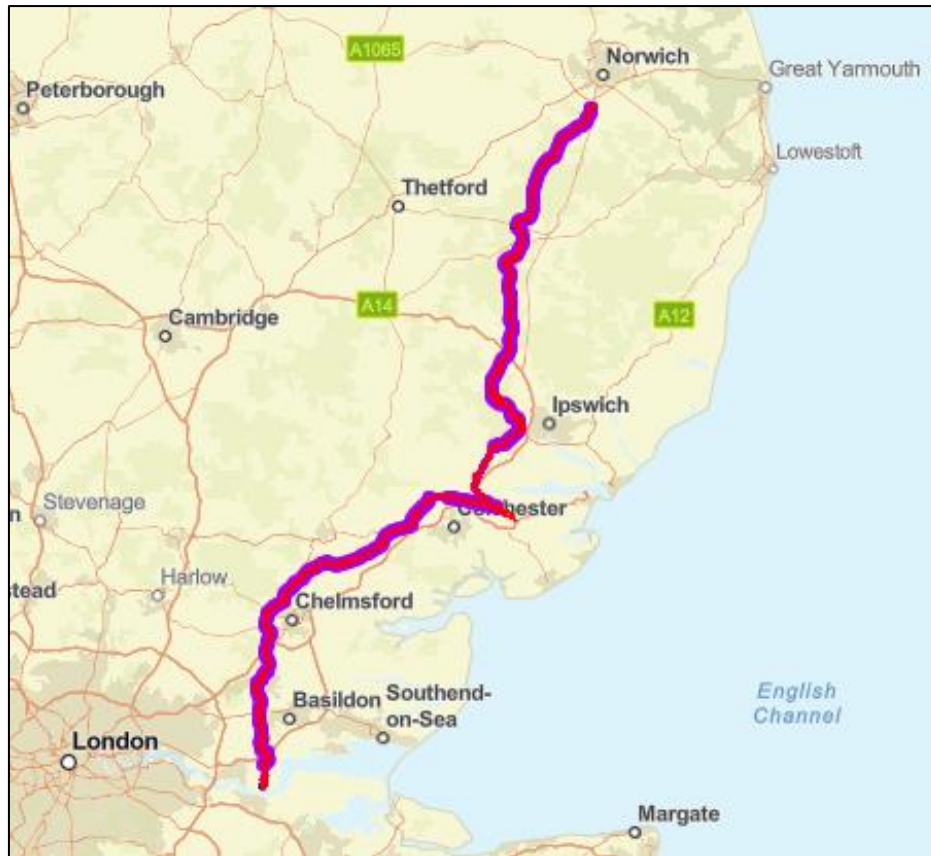 A1065
Norwich
Great Yarmouth
Peterborough
Lowestoft
Thetford
A14
A12
Cambridge
Ipswich
Stevenage
n
Colchester
Harlow
stead
Chelmsford
English
Channel
Basildon
Southend-
on-Sea
London
Margate